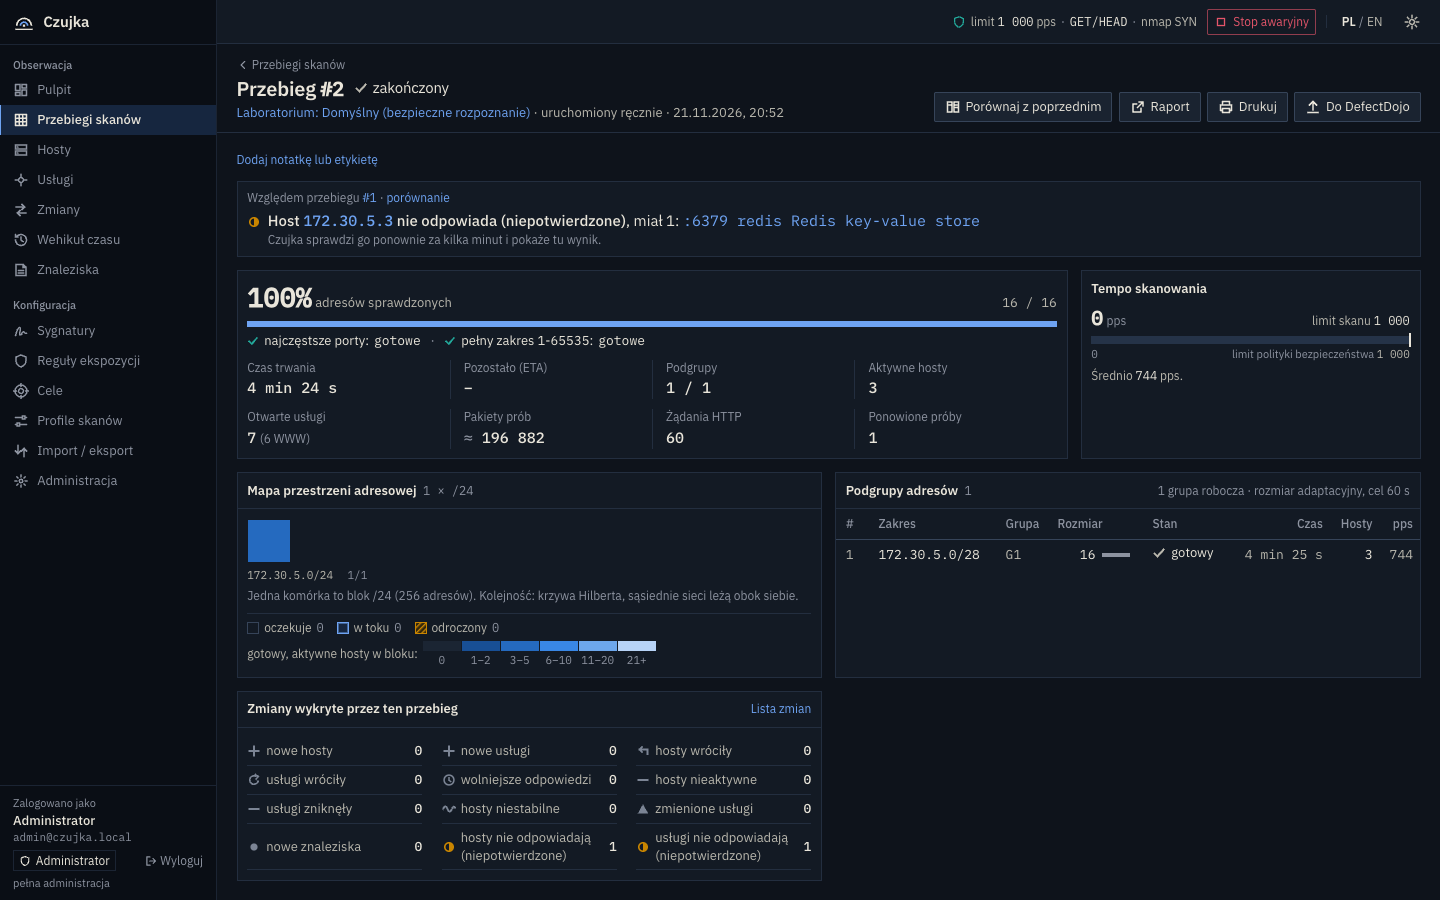 Czujka
limit 1 000 pps · GET/HEAD · nmap SYN
Stop awaryjny
PL / EN
Obserwacja
Pulpit
Przebiegi skanów
Hosty
Usługi
Zmiany
Wehikuł czasu
Znaleziska
Konfiguracja
Sygnatury
Reguły ekspozycji
Cele
Profile skanów
Import / eksport
Administracja
Zalogowano jako
Administrator
admin@czujka.local
Administrator
Wyloguj
pełna administracja
Przebiegi skanów
Przebieg #2 zakończony
Laboratorium: Domyślny (bezpieczne rozpoznanie) · uruchomiony ręcznie · 21.11.2026, 20:52
Porównaj z poprzednim
Raport
Drukuj
Do DefectDojo
Dodaj notatkę lub etykietę
Względem przebiegu #1 · porównanie
Host 172.30.5.3 nie odpowiada (niepotwierdzone), miał 1: :6379 redis Redis key-value store
Czujka sprawdzi go ponownie za kilka minut i pokaże tu wynik.
100% adresów sprawdzonych
16 / 16
najczęstsze porty: gotowe · pełny zakres 1-65535: gotowe
Czas trwania
4 min 24 s
Pozostało (ETA)
–
Podgrupy
1 / 1
Aktywne hosty
3
Otwarte usługi
7 (6 WWW)
Pakiety prób
≈ 196 882
Żądania HTTP
60
Ponowione próby
1
Tempo skanowania
0 pps
limit skanu 1 000
0
limit polityki bezpieczeństwa 1 000
Średnio 744 pps.
Mapa przestrzeni adresowej 1 × /24
172.30.5.0/24 1/1
Jedna komórka to blok /24 (256 adresów). Kolejność: krzywa Hilberta, sąsiednie sieci leżą obok siebie.
oczekuje 0 w toku 0 odroczony 0
gotowy, aktywne hosty w bloku:
0 1–2 3–5 6–10 11–20 21+
Podgrupy adresów 1
1 grupa robocza · rozmiar adaptacyjny, cel 60 s
# Zakres Grupa Rozmiar Stan Czas Hosty pps
1 172.30.5.0/28 G1 16 gotowy 4 min 25 s 3 744
Zmiany wykryte przez ten przebieg
Lista zmian
nowe hosty 0
nowe usługi 0
hosty wróciły 0
usługi wróciły 0
wolniejsze odpowiedzi 0
hosty nieaktywne 0
usługi zniknęły 0
hosty niestabilne 0
zmienione usługi 0
nowe znaleziska 0
hosty nie odpowiadają
(niepotwierdzone) 1
usługi nie odpowiadają
(niepotwierdzone) 1